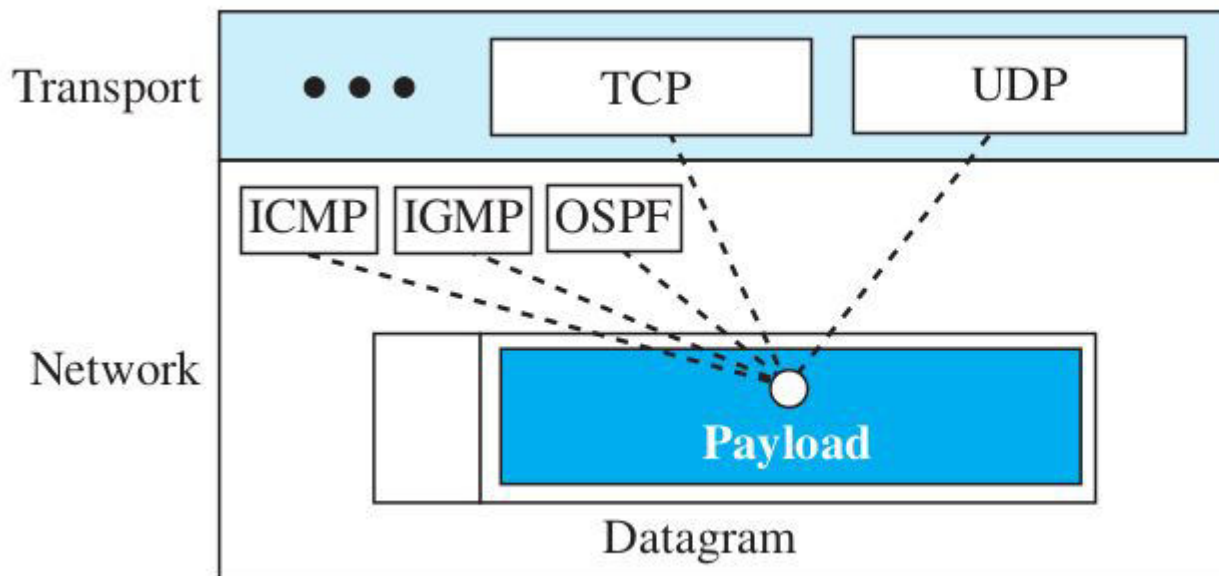 Transport
TCP
UDP
ICMP
IGMP
OSPF
Network
Payload
Datagram